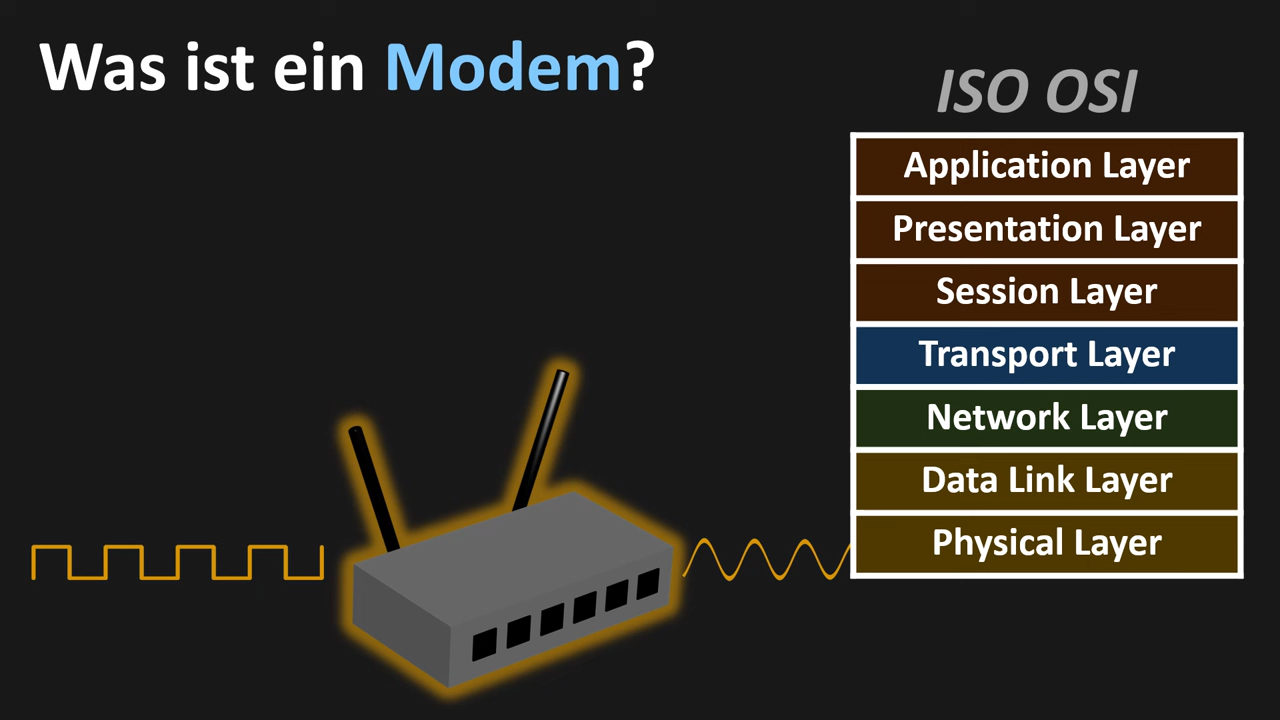 Was ist ein Modem?
ISO OSI
Application Layer
Presentation Layer
Session Layer
Transport Layer
Network Layer
Data Link Layer
Physical Layer